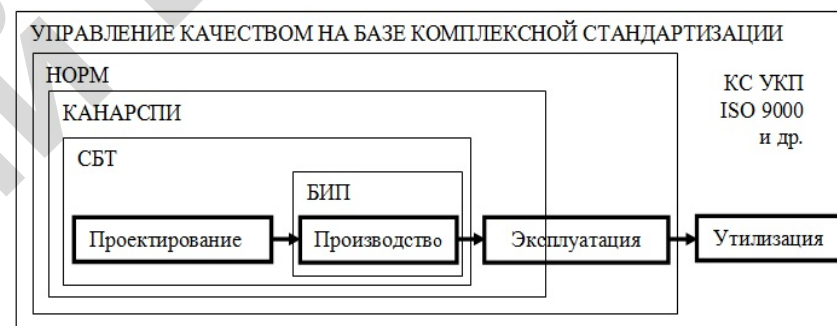 УПРАВЛЕНИЕ КАЧЕСТВОМ НА БАЗЕ КОМПЛЕКСНОЙ СТАНДАРТИЗАЦИИ
НОРМ
КС УКП
ISO 9000
и др.
КАНАРСПИ
СБТ
БИП
Проектирование
Производство
Эксплуатация
Утилизация